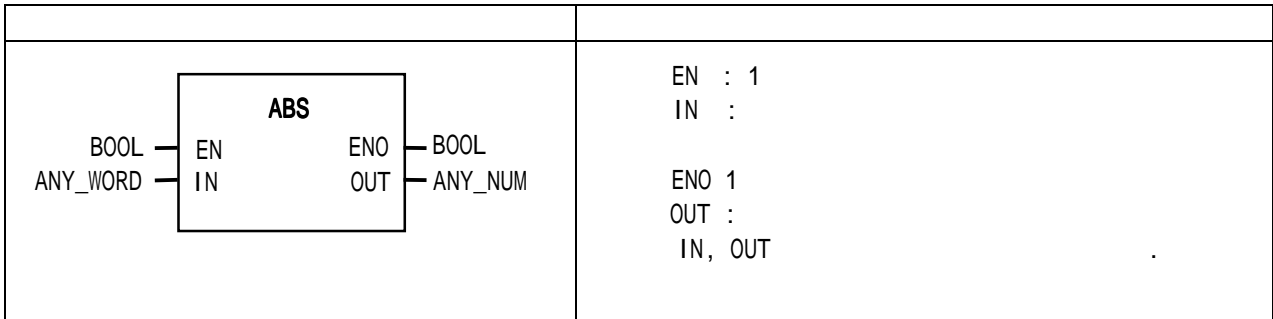 ABS
BOOL EN ENO BOOL
ANY_WORD IN OUT ANY_NUM
EN : 1
IN :
ENO 1
OUT :
IN, OUT .